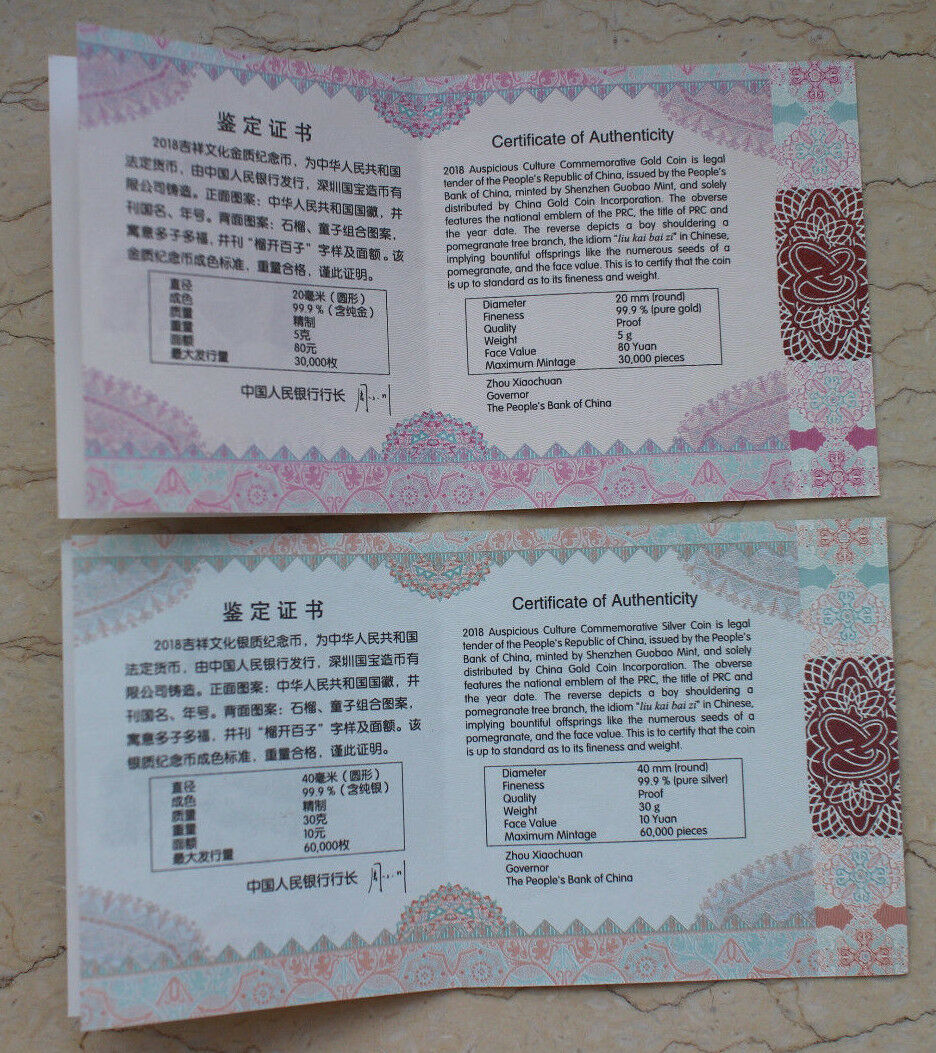 鉴定证书
2018吉祥文化金质纪念币，为中华人民共和国
法定货币，由中国人民银行发行，深圳国宝造币有
限公司铸造。正面图案：中华人民共和国国徽，并
刊国名、年号。背面图案：石榴、童子组合图案，
寓意多子多福，并刊“榴开百子”字样及面额。该
金质纪念币成色标准，重量合格，谨此证明。
直径 20毫米（圆形）
成色 99.9％（含纯金）
质量 精制
重量 5克
面额 80元
最大发行量 30,000枚
中国人民银行行长
Certificate of Authenticity
2018 Auspicious Culture Commemorative Gold Coin is legal
tender of the People's Republic of China, issued by the People's
Bank of China, minted by Shenzhen Guobao Mint, and solely
distributed by China Gold Coin Incorporation. The obverse
features the national emblem of the PRC, the title of PRC and
the year date. The reverse depicts a boy shouldering a
pomegranate tree branch, the idiom "liu kai bai zi" in Chinese,
implying bountiful offsprings like the numerous seeds of a
pomegranate, and the face value. This is to certify that the coin
is up to standard as to its fineness and weight.
Diameter 20 mm (round)
Fineness 99.9 % (pure gold)
Quality Proof
Weight 5 g
Face Value 80 Yuan
Maximum Mintage 30,000 pieces
Zhou Xiaochuan
Governor
The People's Bank of China
鉴定证书
2018吉祥文化银质纪念币，为中华人民共和国
法定货币，由中国人民银行发行，深圳国宝造币有
限公司铸造。正面图案：中华人民共和国国徽，并
刊国名、年号。背面图案：石榴、童子组合图案，
寓意多子多福，并刊“榴开百子”字样及面额。该
银质纪念币成色标准，重量合格，谨此证明。
直径 40毫米（圆形）
成色 99.9％（含纯银）
质量 精制
重量 30克
面额 10元
最大发行量 60,000枚
中国人民银行行长
Certificate of Authenticity
2018 Auspicious Culture Commemorative Silver Coin is legal
tender of the People's Republic of China, issued by the People's
Bank of China, minted by Shenzhen Guobao Mint, and solely
distributed by China Gold Coin Incorporation. The obverse
features the national emblem of the PRC, the title of PRC and
the year date. The reverse depicts a boy shouldering a
pomegranate tree branch, the idiom "liu kai bai zi" in Chinese,
implying bountiful offsprings like the numerous seeds of a
pomegranate, and the face value. This is to certify that the coin
is up to standard as to its fineness and weight.
Diameter 40 mm (round)
Fineness 99.9 % (pure silver)
Quality Proof
Weight 30 g
Face Value 10 Yuan
Maximum Mintage 60,000 pieces
Zhou Xiaochuan
Governor
The People's Bank of China